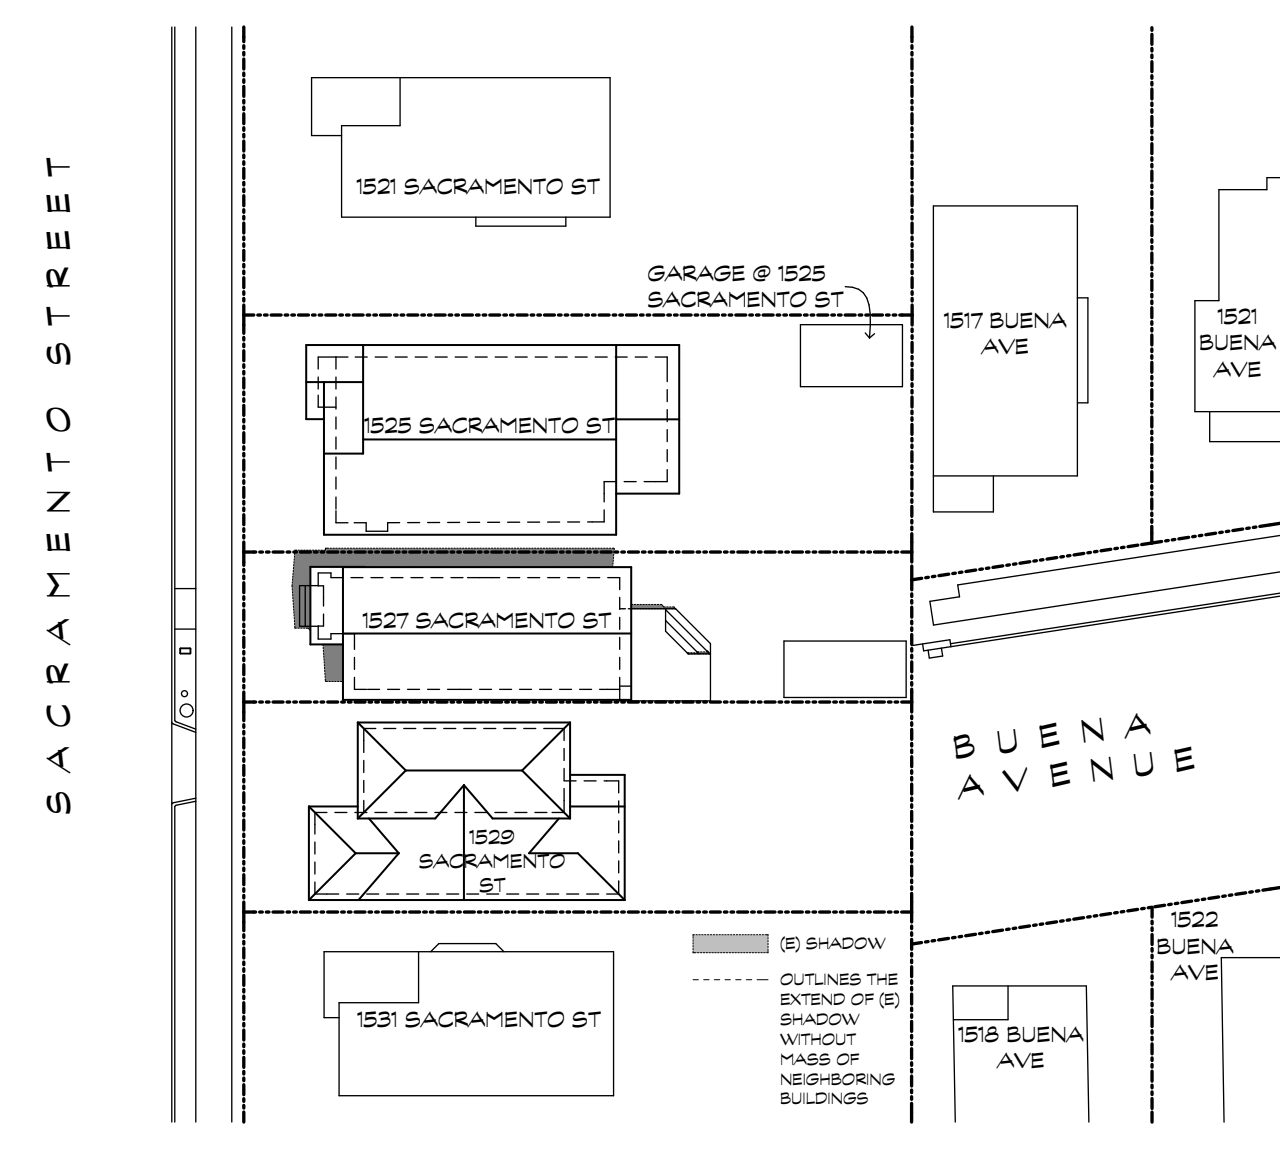 SACRAMENTO STREET
1521 SACRAMENTO ST
GARAGE @ 1525
SACRAMENTO ST
1517 BUENA
AVE
1521
BUENA
AVE
1525 SACRAMENTO ST
1527 SACRAMENTO ST
BUENA
AVENUE
1529
SACRAMENTO
ST
(E) SHADOW
OUTLINES THE
EXTEND OF (E)
SHADOW
WITHOUT
MASS OF
NEIGHBORING
BUILDINGS
1522
BUENA
AVE
1531 SACRAMENTO ST
1518 BUENA
AVE